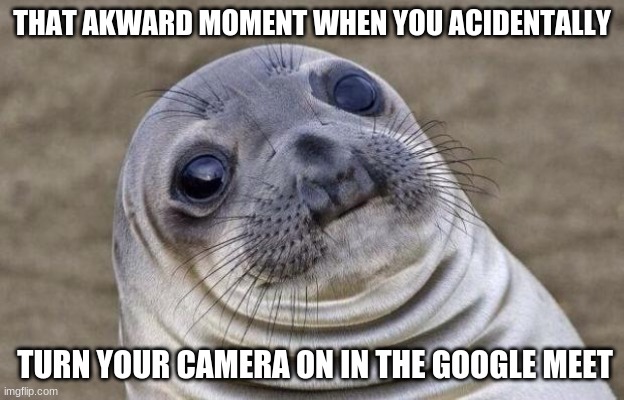 THAT AKWARD MOMENT WHEN YOU ACIDENTALLY
TURN YOUR CAMERA ON IN THE GOOGLE MEET
imgflip.com